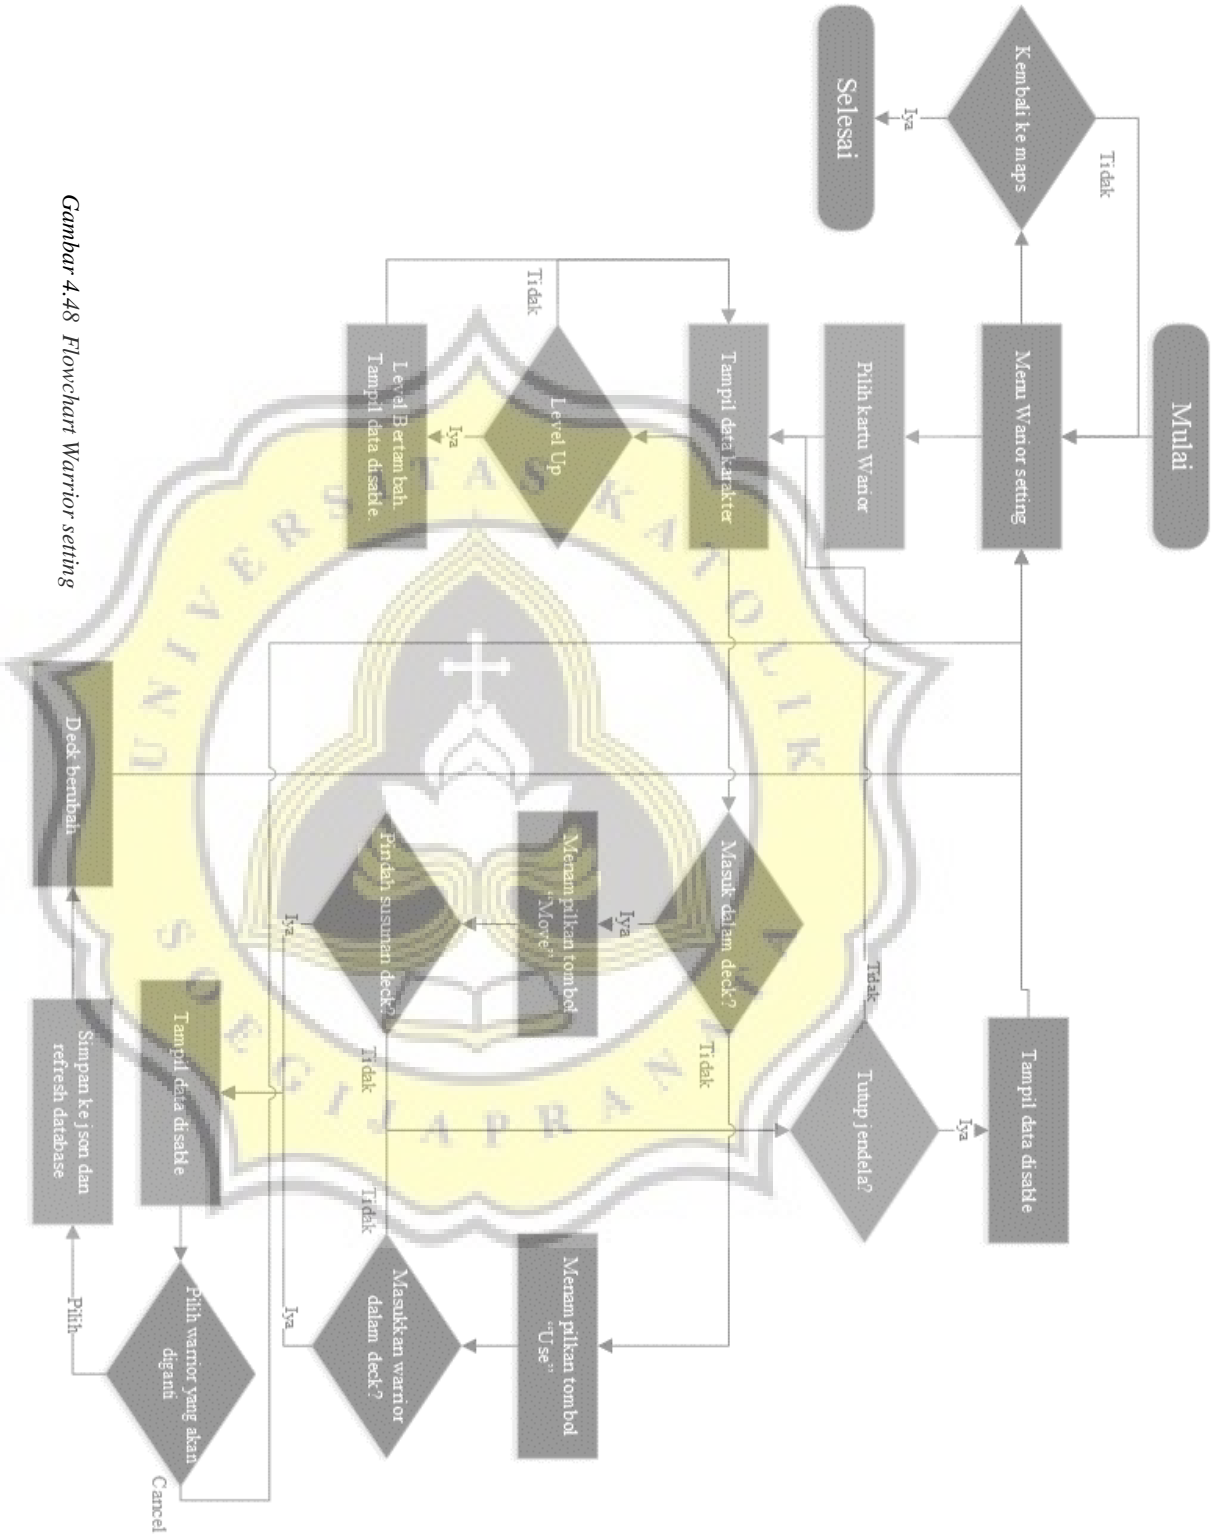 Mulai
Kembali ke maps
Tidak
Iya
Selesai
Menu Warior setting
Pilih kartu Warior
Tampil data karakter
Level Up
Tidak
Iya
Level Bertambah.
Tampil data disable.
Masuk dalam deck?
Iya
Tidak
Menampilkan tombol
“Move”
Pindah susunan deck?
Iya
Tidak
Tampil data disable
Tutup jendela?
Tidak
Iya
Menampilkan tombol
“Use”
Masukkan warrior
dalam deck?
Tidak
Iya
Tampil data disable
Pilih warrior yang akan
diganti
Cancel
Pilih
Simpan ke json dan
refresh database
Deck berubah
UNIVERSITAS KATOLIK
SOEGIJAPRANATA
Gambar 4.48 Flowchart Warrior setting